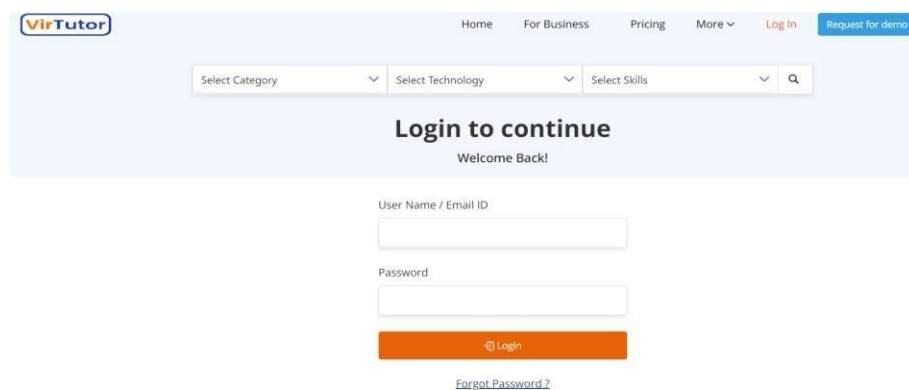 VirTutor Home For Business Pricing More Log In Request for demo
Select Category Select Technology Select Skills
Login to continue
Welcome Back!
User Name / Email ID
Password
Login
Forgot Password ?